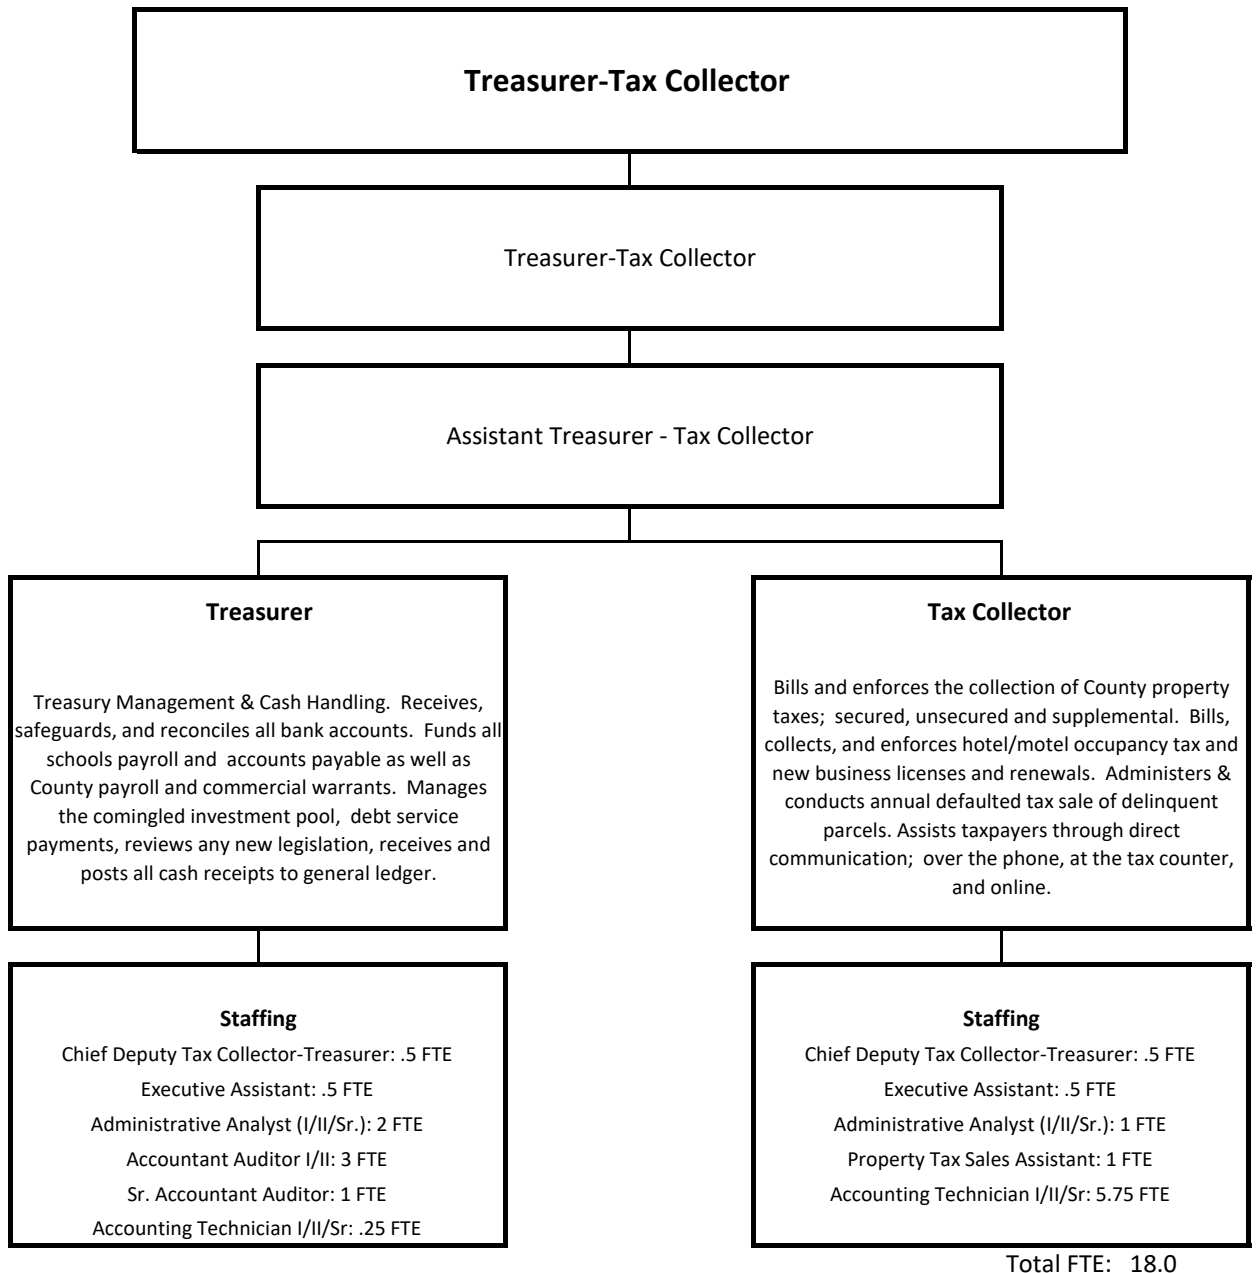 Treasurer-Tax Collector
Treasurer-Tax Collector
Assistant Treasurer - Tax Collector
Treasurer
Treasury Management & Cash Handling.  Receives,
safeguards, and reconciles all bank accounts.  Funds all
schools payroll and  accounts payable as well as
County payroll and commercial warrants.  Manages
the comingled investment pool,  debt service
payments, reviews any new legislation, receives and
posts all cash receipts to general ledger.
Staffing
Chief Deputy Tax Collector-Treasurer: .5 FTE
Executive Assistant: .5 FTE
Administrative Analyst (I/II/Sr.): 2 FTE
Accountant Auditor I/II: 3 FTE
Sr. Accountant Auditor: 1 FTE
Accounting Technician I/II/Sr: .25 FTE
Tax Collector
Bills and enforces the collection of County property
taxes;  secured, unsecured and supplemental.  Bills,
collects, and enforces hotel/motel occupancy tax and
new business licenses and renewals.  Administers &
conducts annual defaulted tax sale of delinquent
parcels. Assists taxpayers through direct
communication;  over the phone, at the tax counter,
and online.
Staffing
Chief Deputy Tax Collector-Treasurer: .5 FTE
Executive Assistant: .5 FTE
Administrative Analyst (I/II/Sr.): 1 FTE
Property Tax Sales Assistant: 1 FTE
Accounting Technician I/II/Sr: 5.75 FTE
Total FTE:   18.0